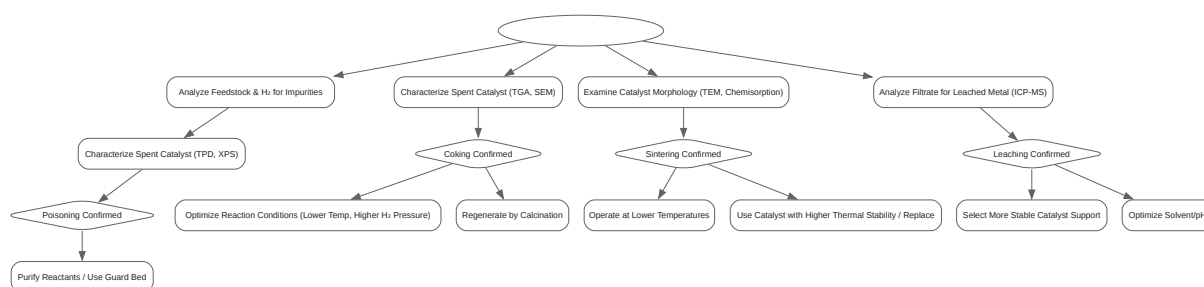 Analyze Feedstock & H₂ for Impurities
Characterize Spent Catalyst (TGA, SEM)
Examine Catalyst Morphology (TEM, Chemisorption)
Analyze Filtrate for Leached Metal (ICP-MS)
Characterize Spent Catalyst (TPD, XPS)
Coking Confirmed
Sintering Confirmed
Leaching Confirmed
Poisoning Confirmed
Optimize Reaction Conditions (Lower Temp, Higher H₂ Pressure)
Regenerate by Calcination
Operate at Lower Temperatures
Use Catalyst with Higher Thermal Stability / Replace
Select More Stable Catalyst Support
Optimize Solvent/pH
Purify Reactants / Use Guard Bed